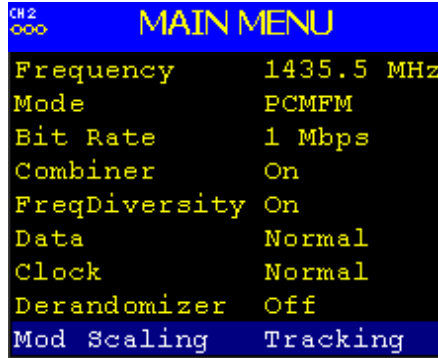 CH2
ooo
MAIN MENU
Frequency 1435.5 MHz
Mode PCMFM
Bit Rate 1 Mbps
Combiner On
FreqDiversity On
Data Normal
Clock Normal
Derandomizer Off
Mod Scaling Tracking